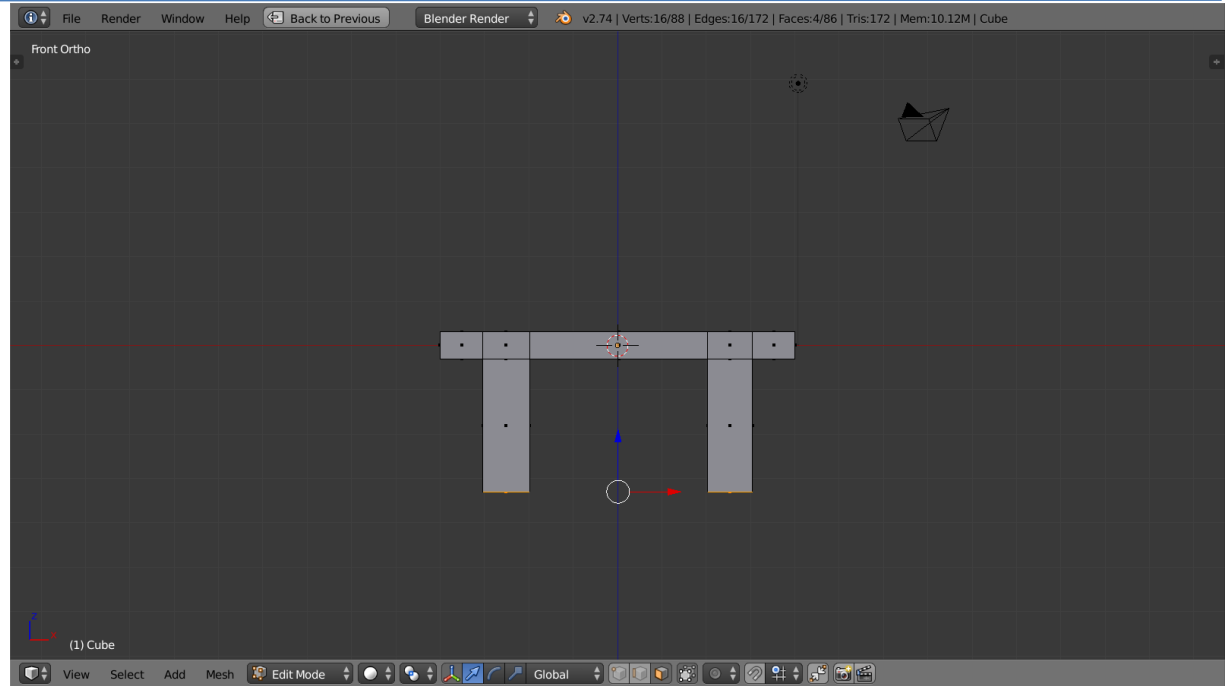 File Render Window Help Back to Previous Blender Render v2.74 | Verts:16/88 | Edges:16/172 | Faces:4/86 | Tris:172 | Mem:10.12M | Cube
Front Ortho
z
x
(1) Cube
View Select Add Mesh Edit Mode Global